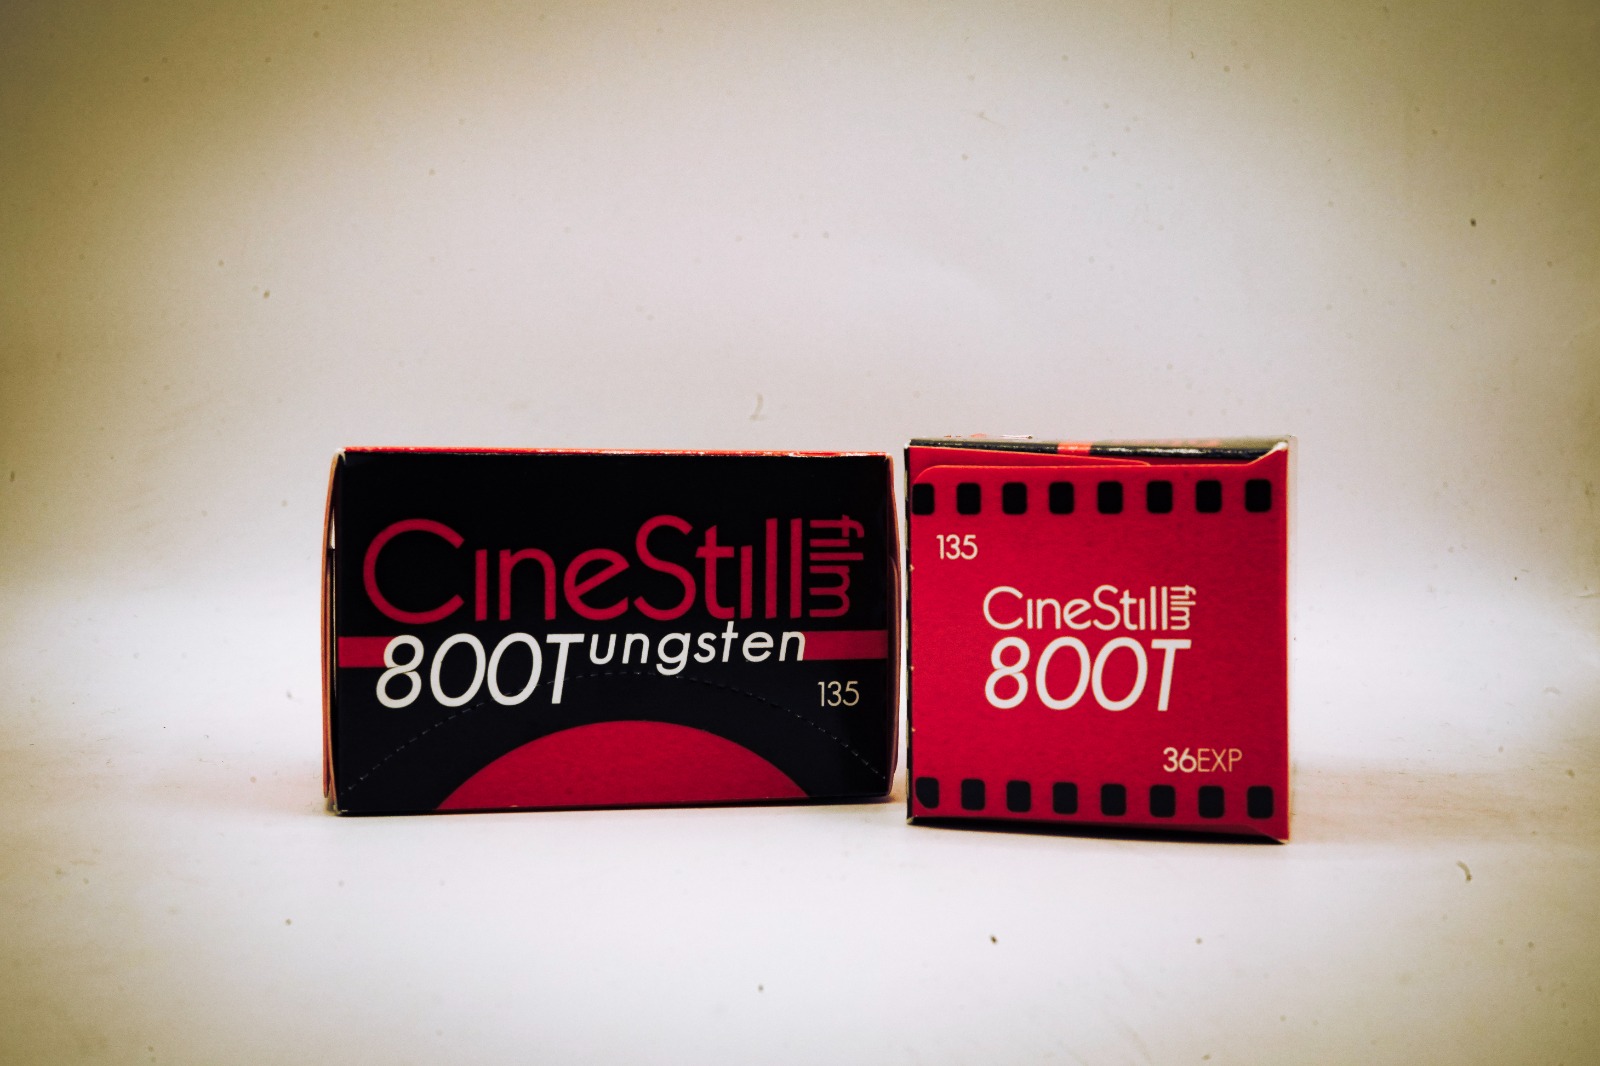 CineStill film
800Tungsten
135
135
CineStill film
800T
36EXP